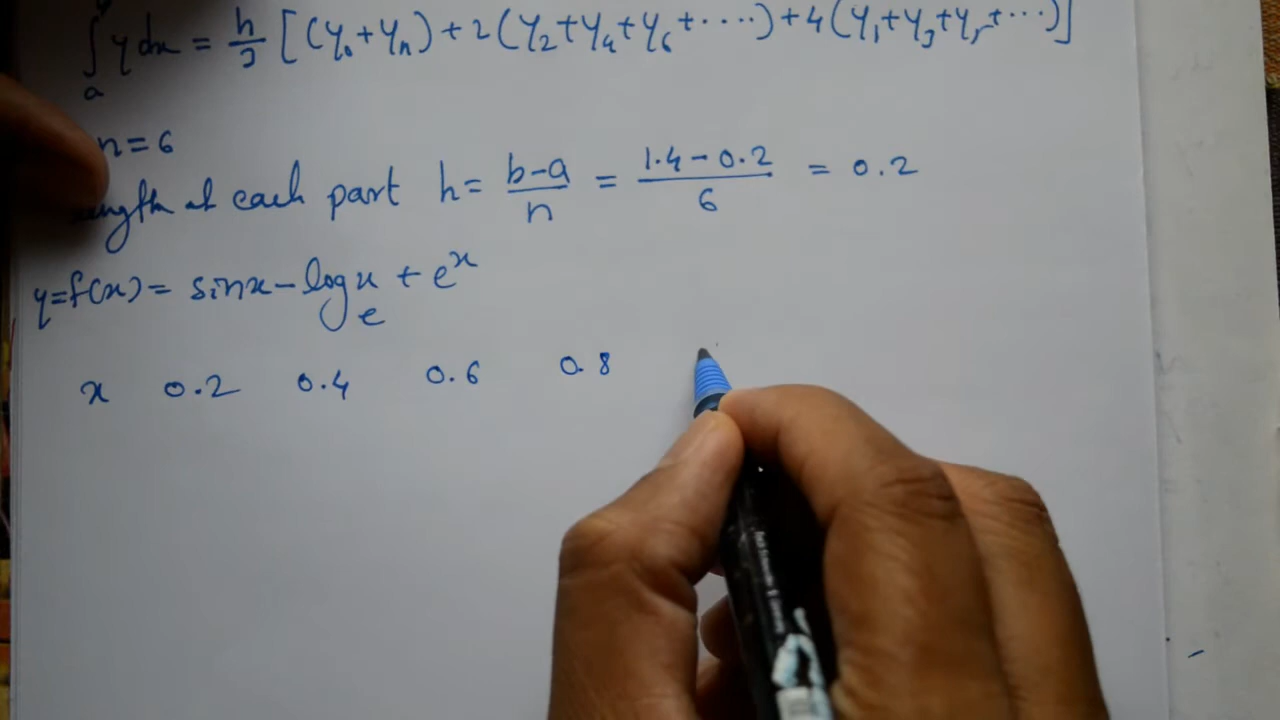 ∫ₐ y dx = h/3 [(y₀+yₙ)+2(y₂+y₄+y₆+....)+4(y₁+y₃+y₅+...)]
n=6
of each part h= b-a/n = 1.4-0.2/6 = 0.2
y=f(x)= sinx-logₑx + eˣ
x 0.2 0.4 0.6 0.8